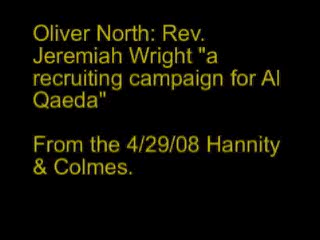 Oliver North: Rev.
Jeremiah Wright "a
recruiting campaign for Al
Qaeda"
From the 4/29/08 Hannity
& Colmes.